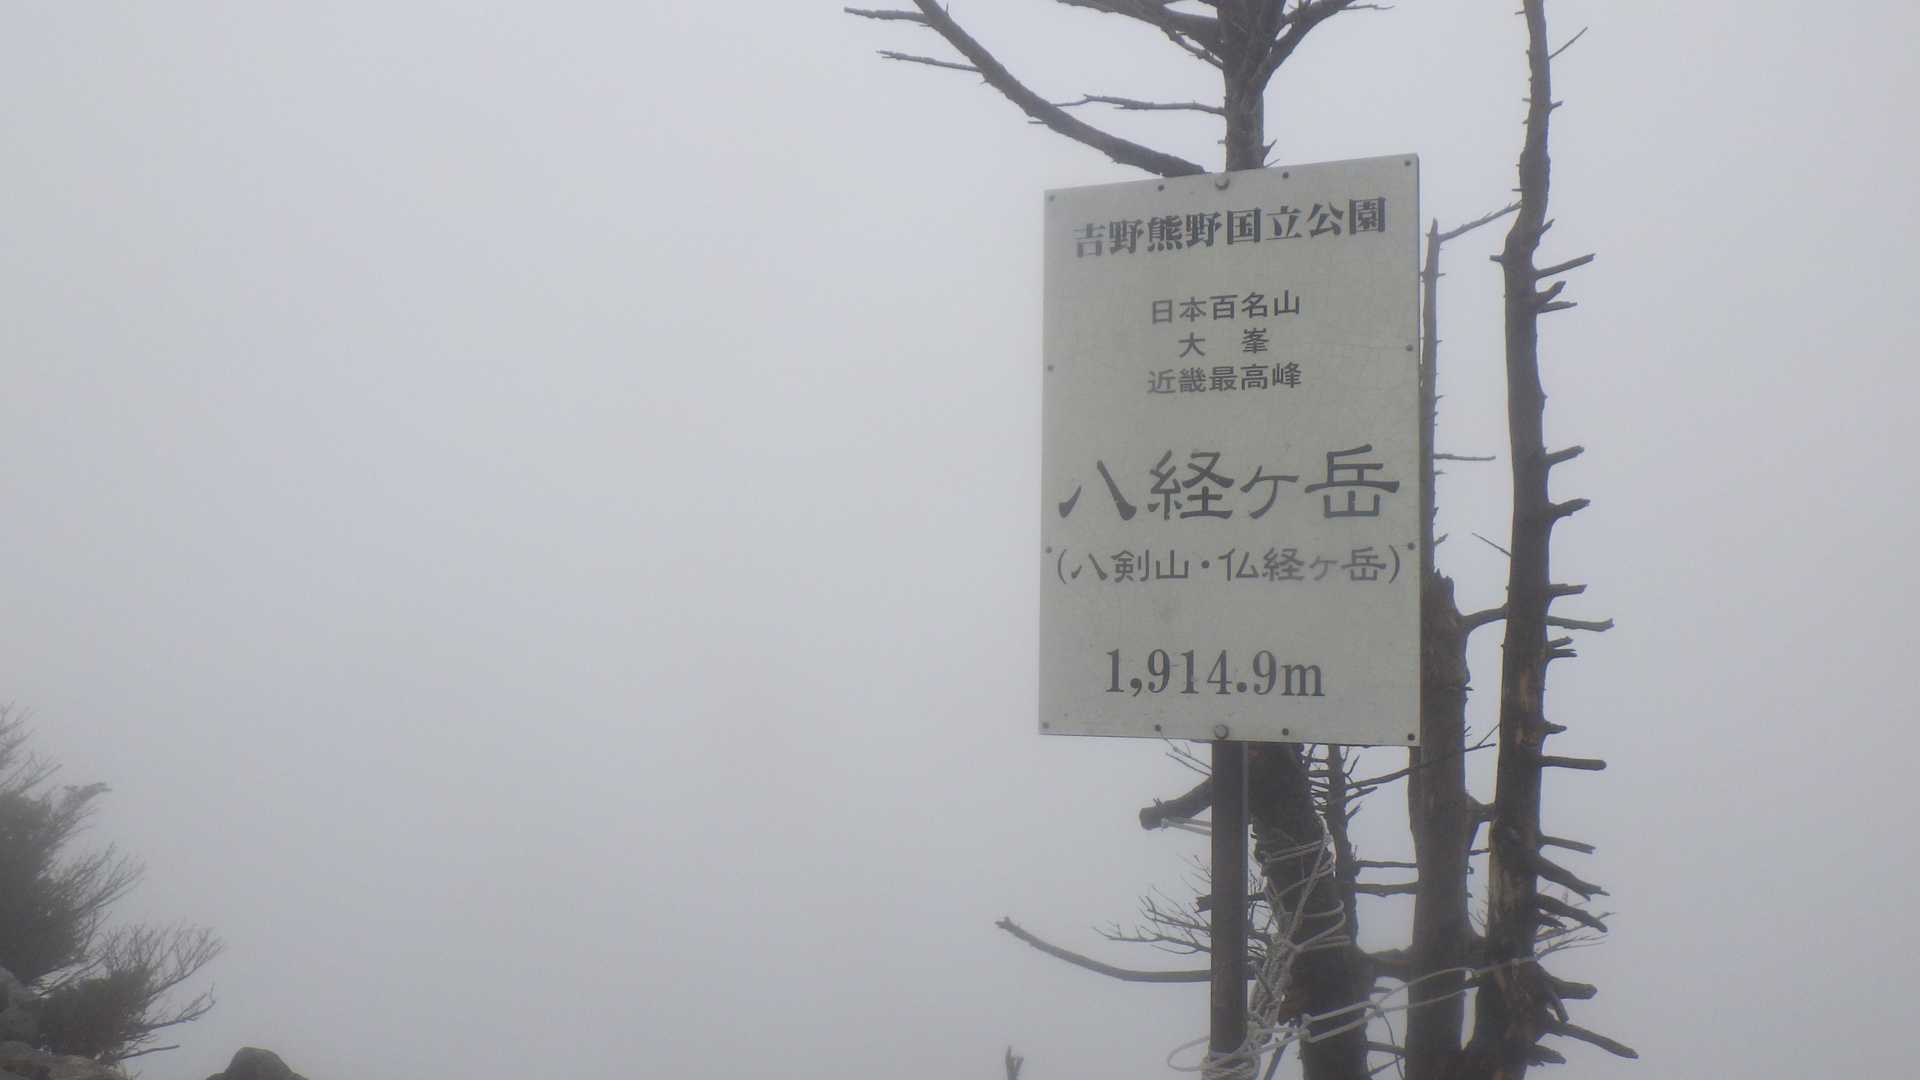 吉野熊野国立公園
日本百名山
大　峯
近畿最高峰
八経ケ岳
(八剣山・仏経ヶ岳)
1,914.9m